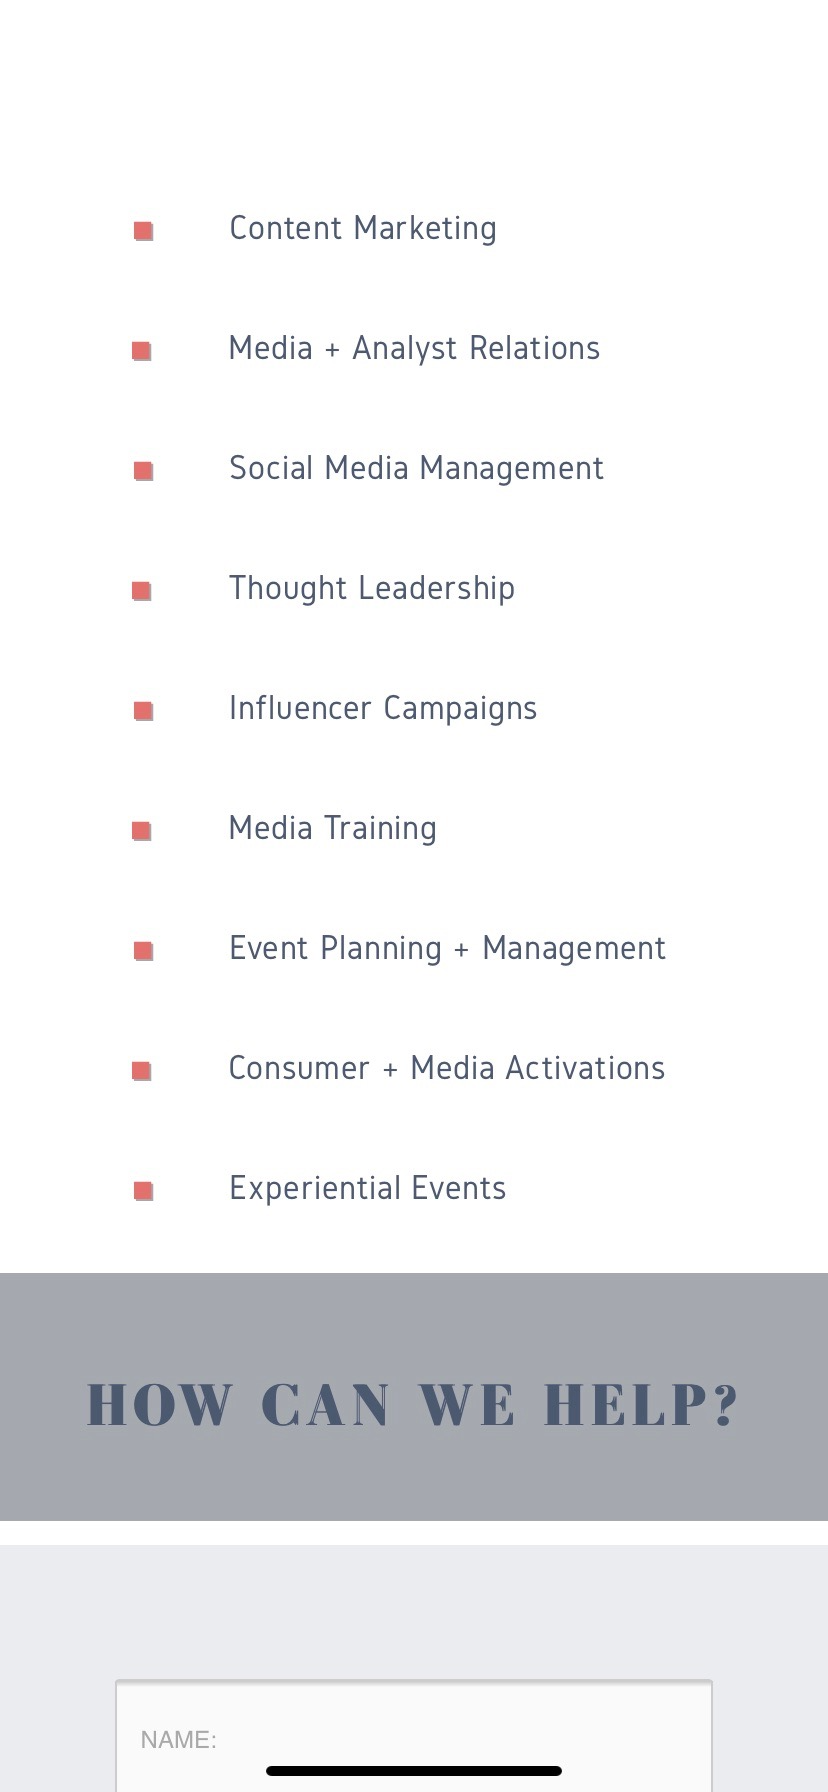 Content Marketing
Media + Analyst Relations
Social Media Management
Thought Leadership
Influencer Campaigns
Media Training
Event Planning + Management
Consumer + Media Activations
Experiential Events
HOW CAN WE HELP?
NAME: